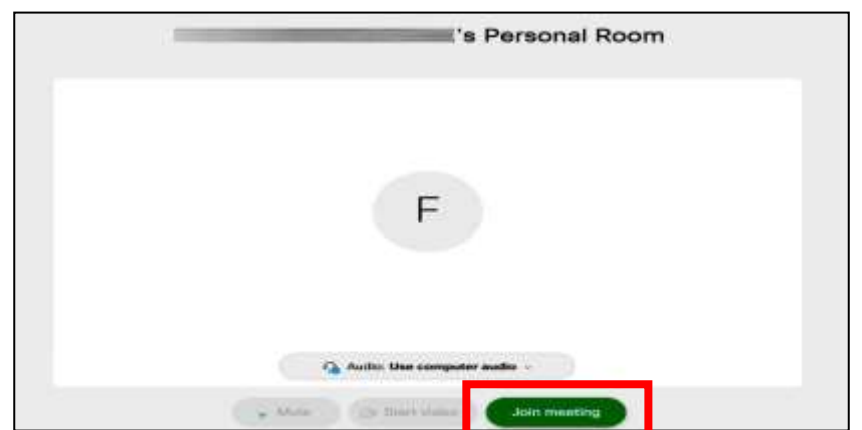 's Personal Room
F
Audio: Use computer audio
Mute Start video Join meeting